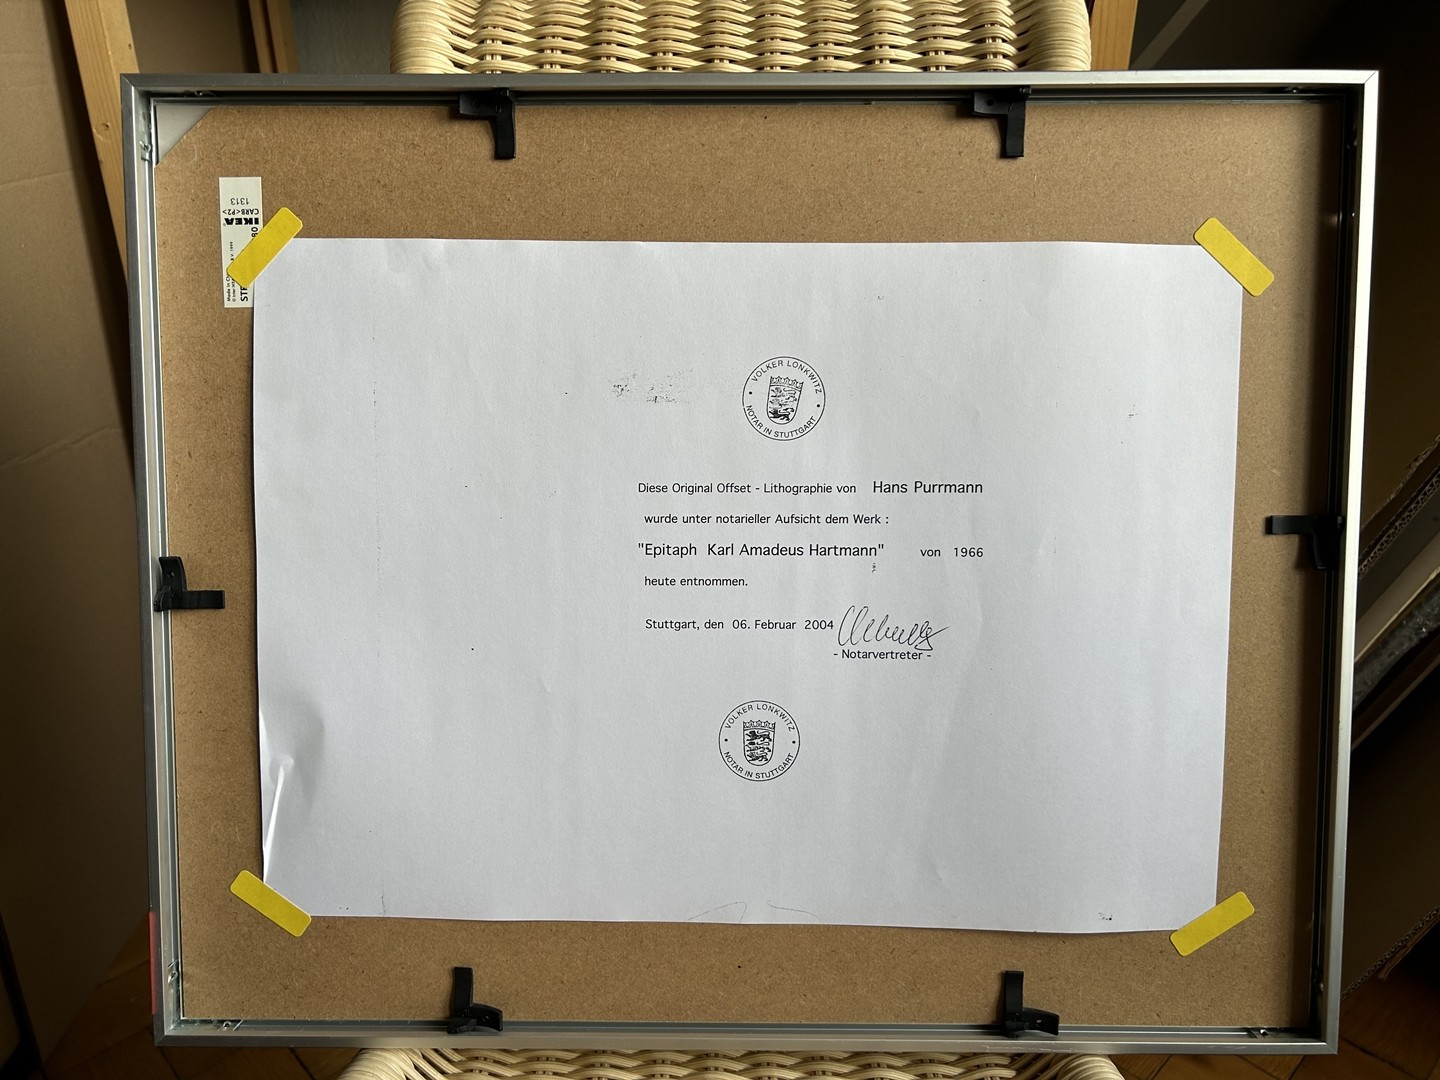 1313
CARB<P2>
IKEA
VOLKER LONKWITZ
NOTAR IN STUTTGART
Diese Original Offset - Lithographie von Hans Purrmann
wurde unter notarieller Aufsicht dem Werk :
"Epitaph Karl Amadeus Hartmann" von 1966
heute entnommen.
Stuttgart, den 06. Februar 2004
- Notarvertreter -
VOLKER LONKWITZ
NOTAR IN STUTTGART